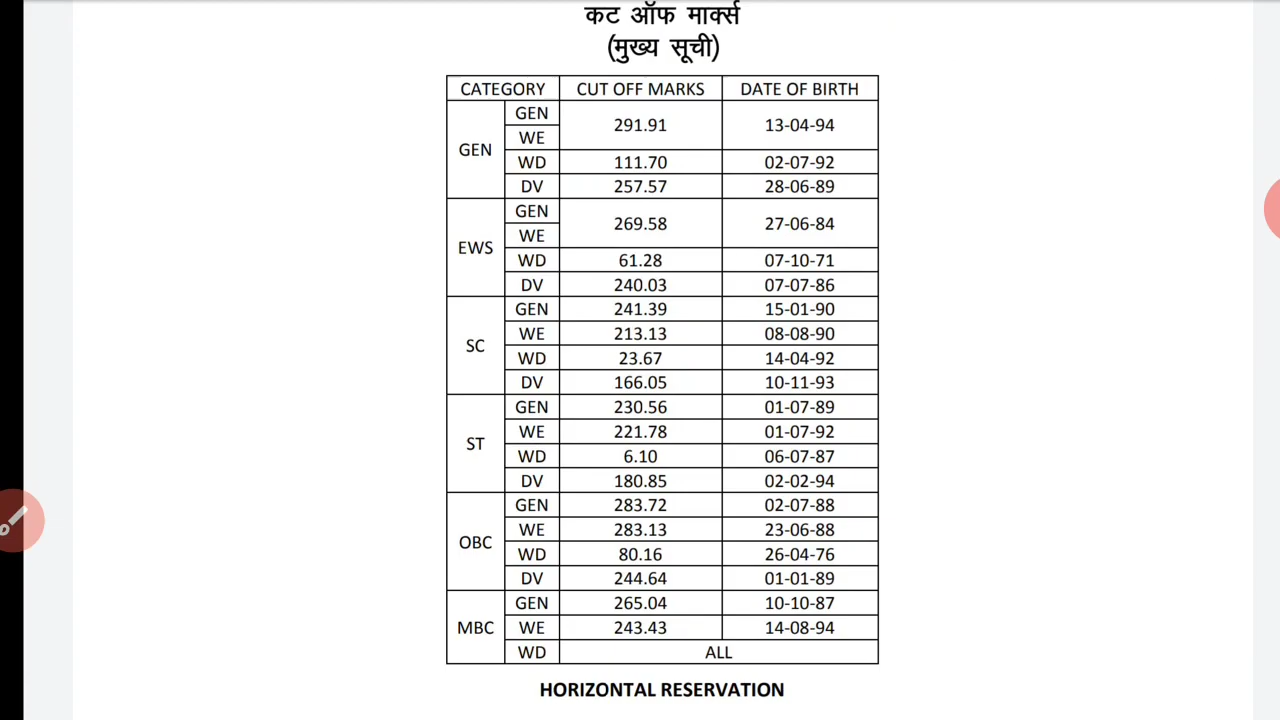 कट ऑफ मार्क्स
(मुख्य सूची)
CATEGORY CUT OFF MARKS DATE OF BIRTH
GEN GEN 291.91 13-04-94
WE
WD 111.70 02-07-92
DV 257.57 28-06-89
EWS GEN 269.58 27-06-84
WE
WD 61.28 07-10-71
DV 240.03 07-07-86
SC GEN 241.39 15-01-90
WE 213.13 08-08-90
WD 23.67 14-04-92
DV 166.05 10-11-93
ST GEN 230.56 01-07-89
WE 221.78 01-07-92
WD 6.10 06-07-87
DV 180.85 02-02-94
OBC GEN 283.72 02-07-88
WE 283.13 23-06-88
WD 80.16 26-04-76
DV 244.64 01-01-89
MBC GEN 265.04 10-10-87
WE 243.43 14-08-94
WD ALL
HORIZONTAL RESERVATION